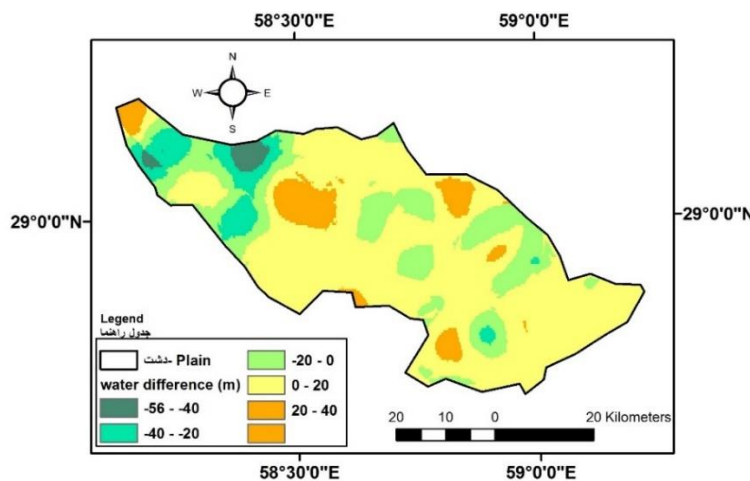 58°30'0"E 59°0'0"E
N
W E
S
29°0'0"N 29°0'0"N
Legend
جدول راهنما
دشت- Plain
water difference (m)
-56 - -40
-40 - -20
-20 - 0
0 - 20
20 - 40
20 10 0 20 Kilometers
58°30'0"E 59°0'0"E